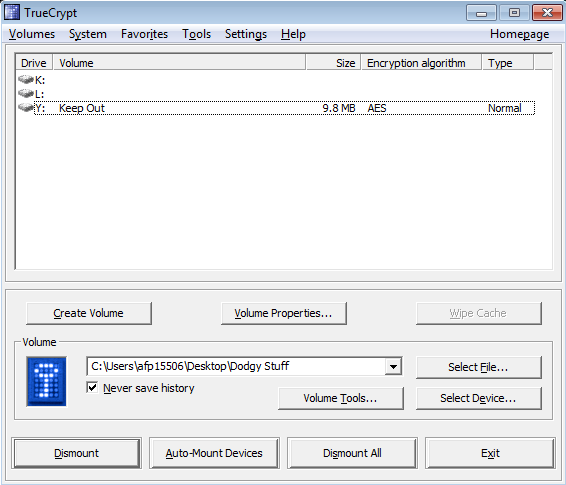 TrueCrypt
Volumes System Favorites Tools Settings Help Homepage
Drive Volume Size Encryption algorithm Type
K:
L:
Y: Keep Out 9.8 MB AES Normal
Create Volume Volume Properties... Wipe Cache
Volume
C:\Users\afp15506\Desktop\Dodgy Stuff Select File...
Never save history
Volume Tools... Select Device...
Dismount Auto-Mount Devices Dismount All Exit